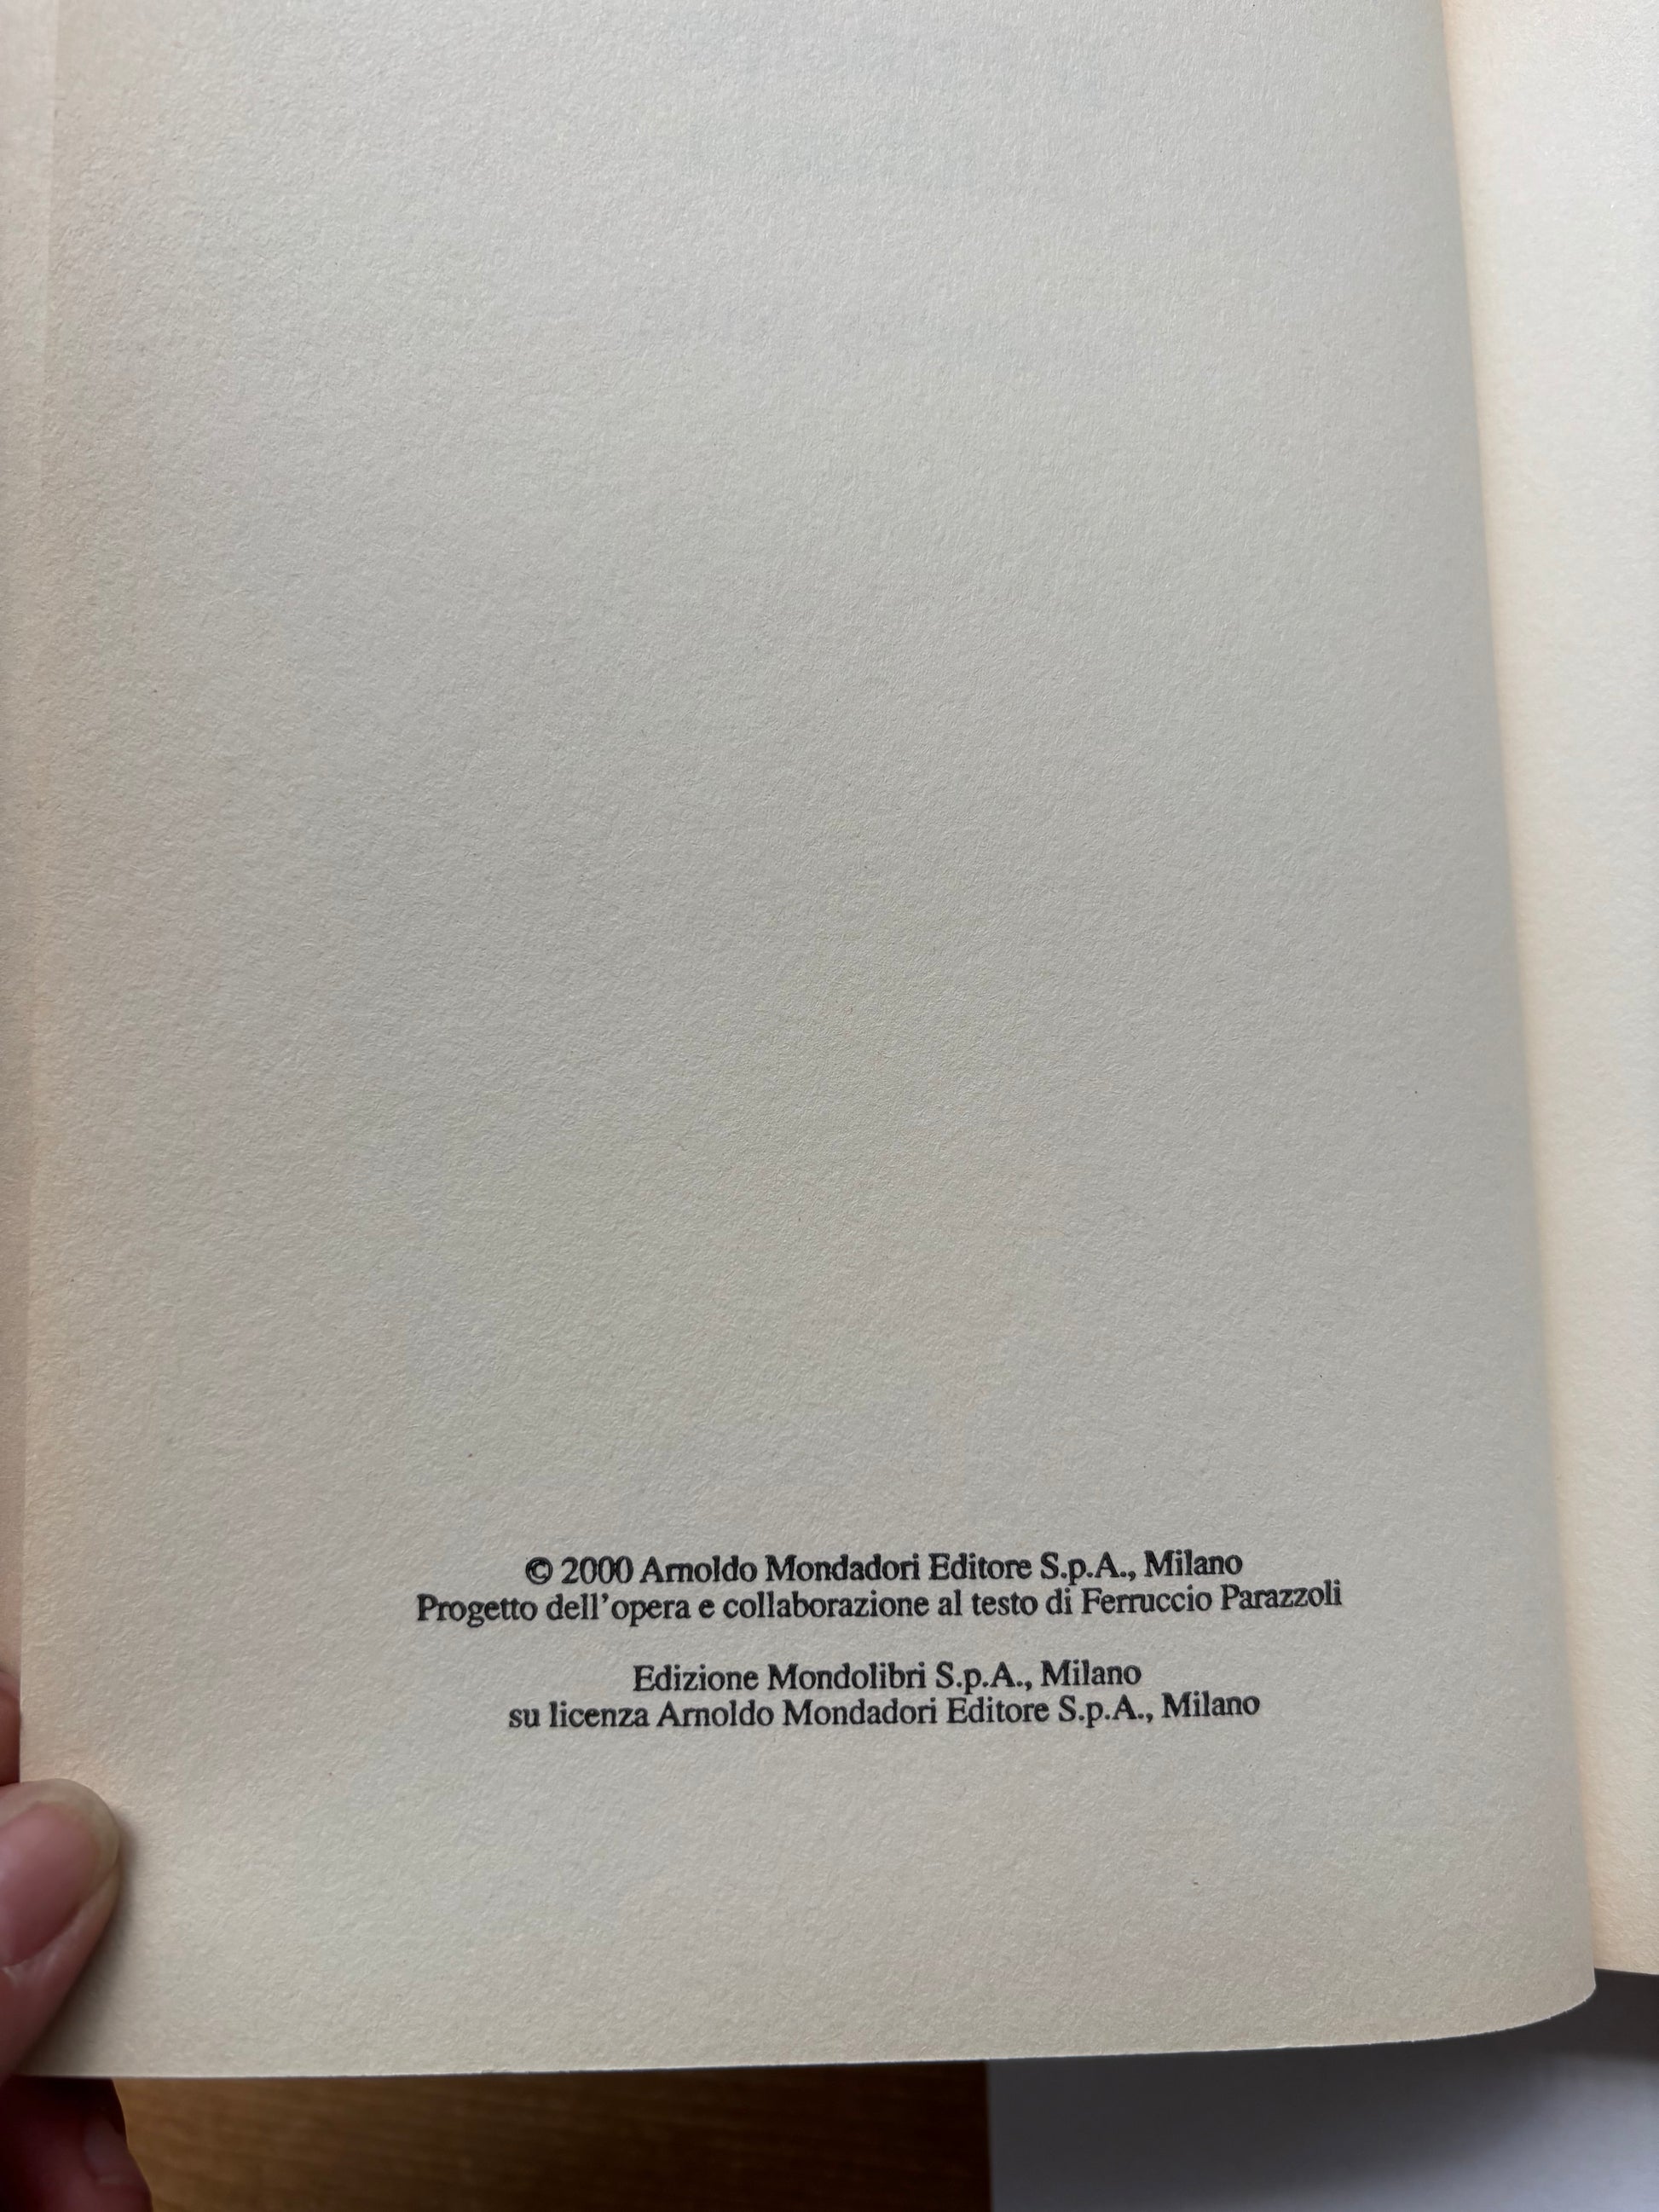 © 2000 Arnoldo Mondadori Editore S.p.A., Milano
Progetto dell'opera e collaborazione al testo di Ferruccio Parazzoli
Edizione Mondolibri S.p.A., Milano
su licenza Arnoldo Mondadori Editore S.p.A., Milano